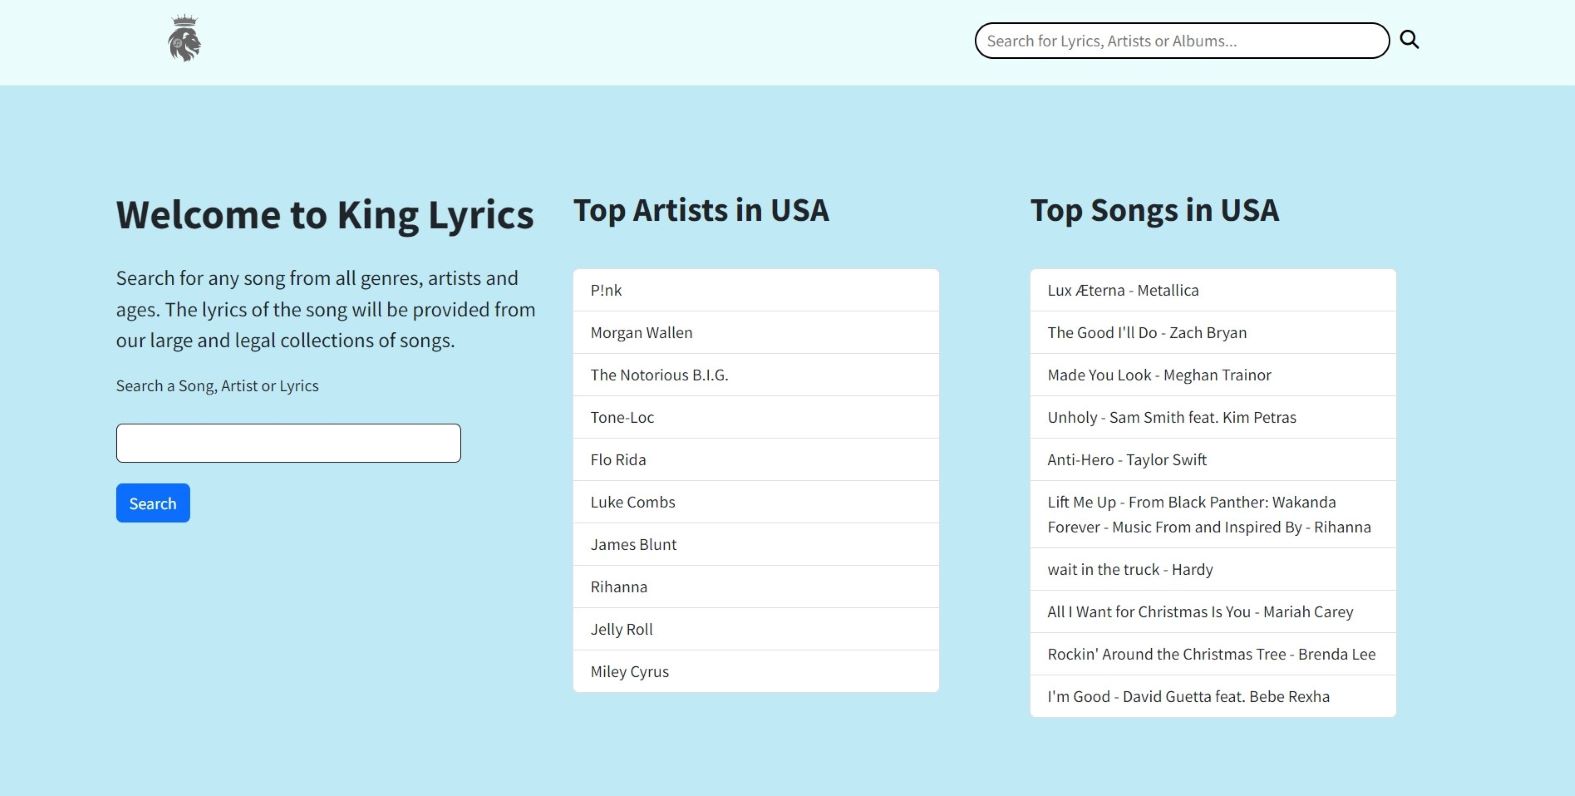 Search for Lyrics, Artists or Albums...
Welcome to King Lyrics
Search for any song from all genres, artists and
ages. The lyrics of the song will be provided from
our large and legal collections of songs.
Search a Song, Artist or Lyrics
Search
Top Artists in USA
P!nk
Morgan Wallen
The Notorious B.I.G.
Tone-Loc
Flo Rida
Luke Combs
James Blunt
Rihanna
Jelly Roll
Miley Cyrus
Top Songs in USA
Lux Æterna - Metallica
The Good I'll Do - Zach Bryan
Made You Look - Meghan Trainor
Unholy - Sam Smith feat. Kim Petras
Anti-Hero - Taylor Swift
Lift Me Up - From Black Panther: Wakanda
Forever - Music From and Inspired By - Rihanna
wait in the truck - Hardy
All I Want for Christmas Is You - Mariah Carey
Rockin' Around the Christmas Tree - Brenda Lee
I'm Good - David Guetta feat. Bebe Rexha